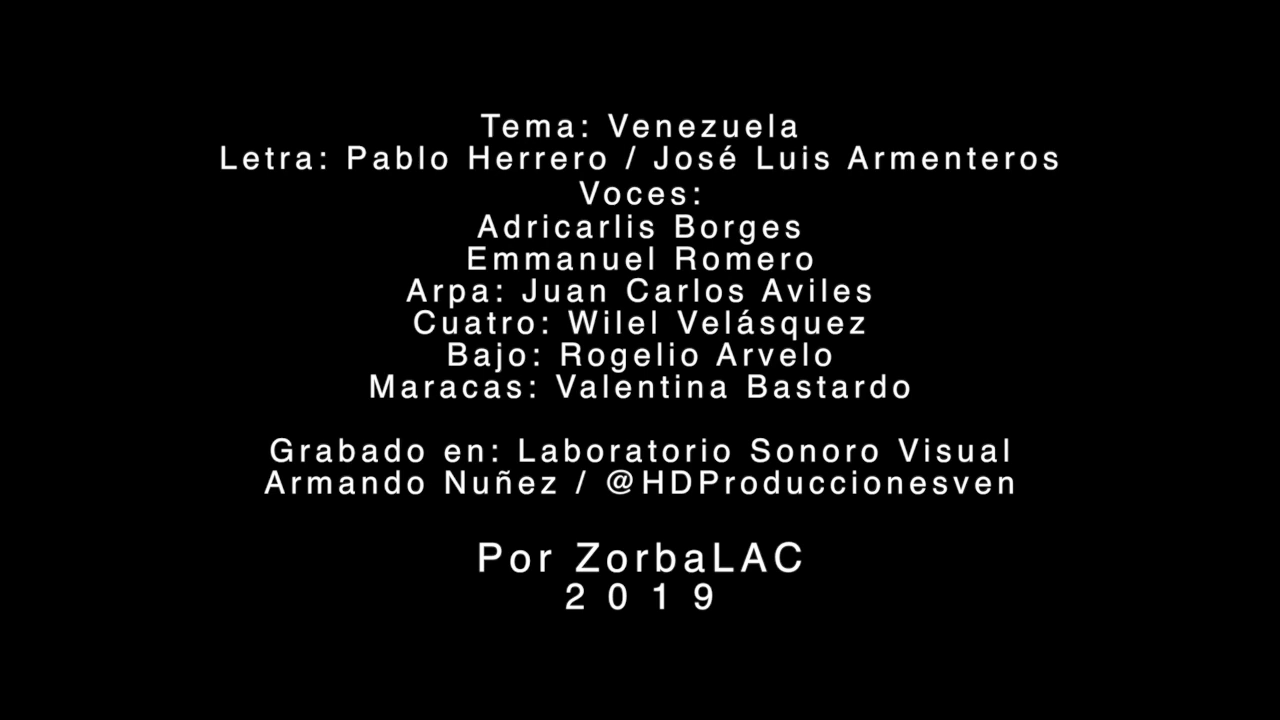 Tema: Venezuela
Letra: Pablo Herrero / José Luis Armenteros
Voces:
Adricarlis Borges
Emmanuel Romero
Arpa: Juan Carlos Aviles
Cuatro: Wilel Velásquez
Bajo: Rogelio Arvelo
Maracas: Valentina Bastardo
Grabado en: Laboratorio Sonoro Visual
Armando Nuñez / @HDProduccionesven
Por ZorbaLAC
2 0 1 9